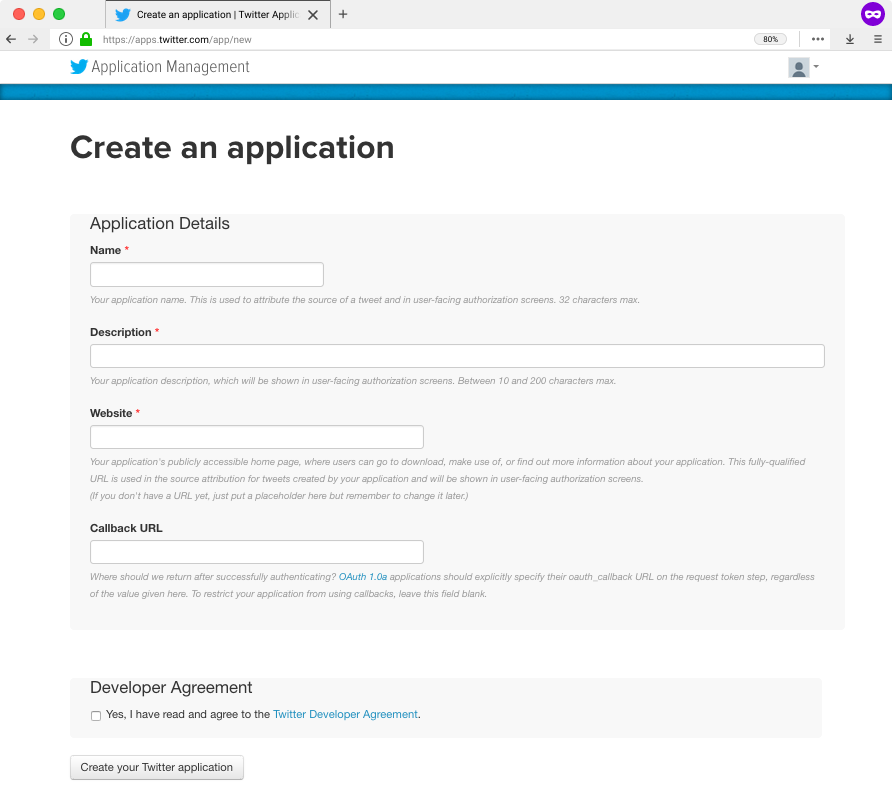 Create an application | Twitter Applic
https://apps.twitter.com/app/new
80%
Application Management
Create an application
Application Details
Name *
Your application name. This is used to attribute the source of a tweet and in user-facing authorization screens. 32 characters max.
Description *
Your application description, which will be shown in user-facing authorization screens. Between 10 and 200 characters max.
Website *
Your application's publicly accessible home page, where users can go to download, make use of, or find out more information about your application. This fully-qualified
URL is used in the source attribution for tweets created by your application and will be shown in user-facing authorization screens.
(If you don't have a URL yet, just put a placeholder here but remember to change it later.)
Callback URL
Where should we return after successfully authenticating? OAuth 1.0a applications should explicitly specify their oauth_callback URL on the request token step, regardless
of the value given here. To restrict your application from using callbacks, leave this field blank.
Developer Agreement
Yes, I have read and agree to the Twitter Developer Agreement.
Create your Twitter application